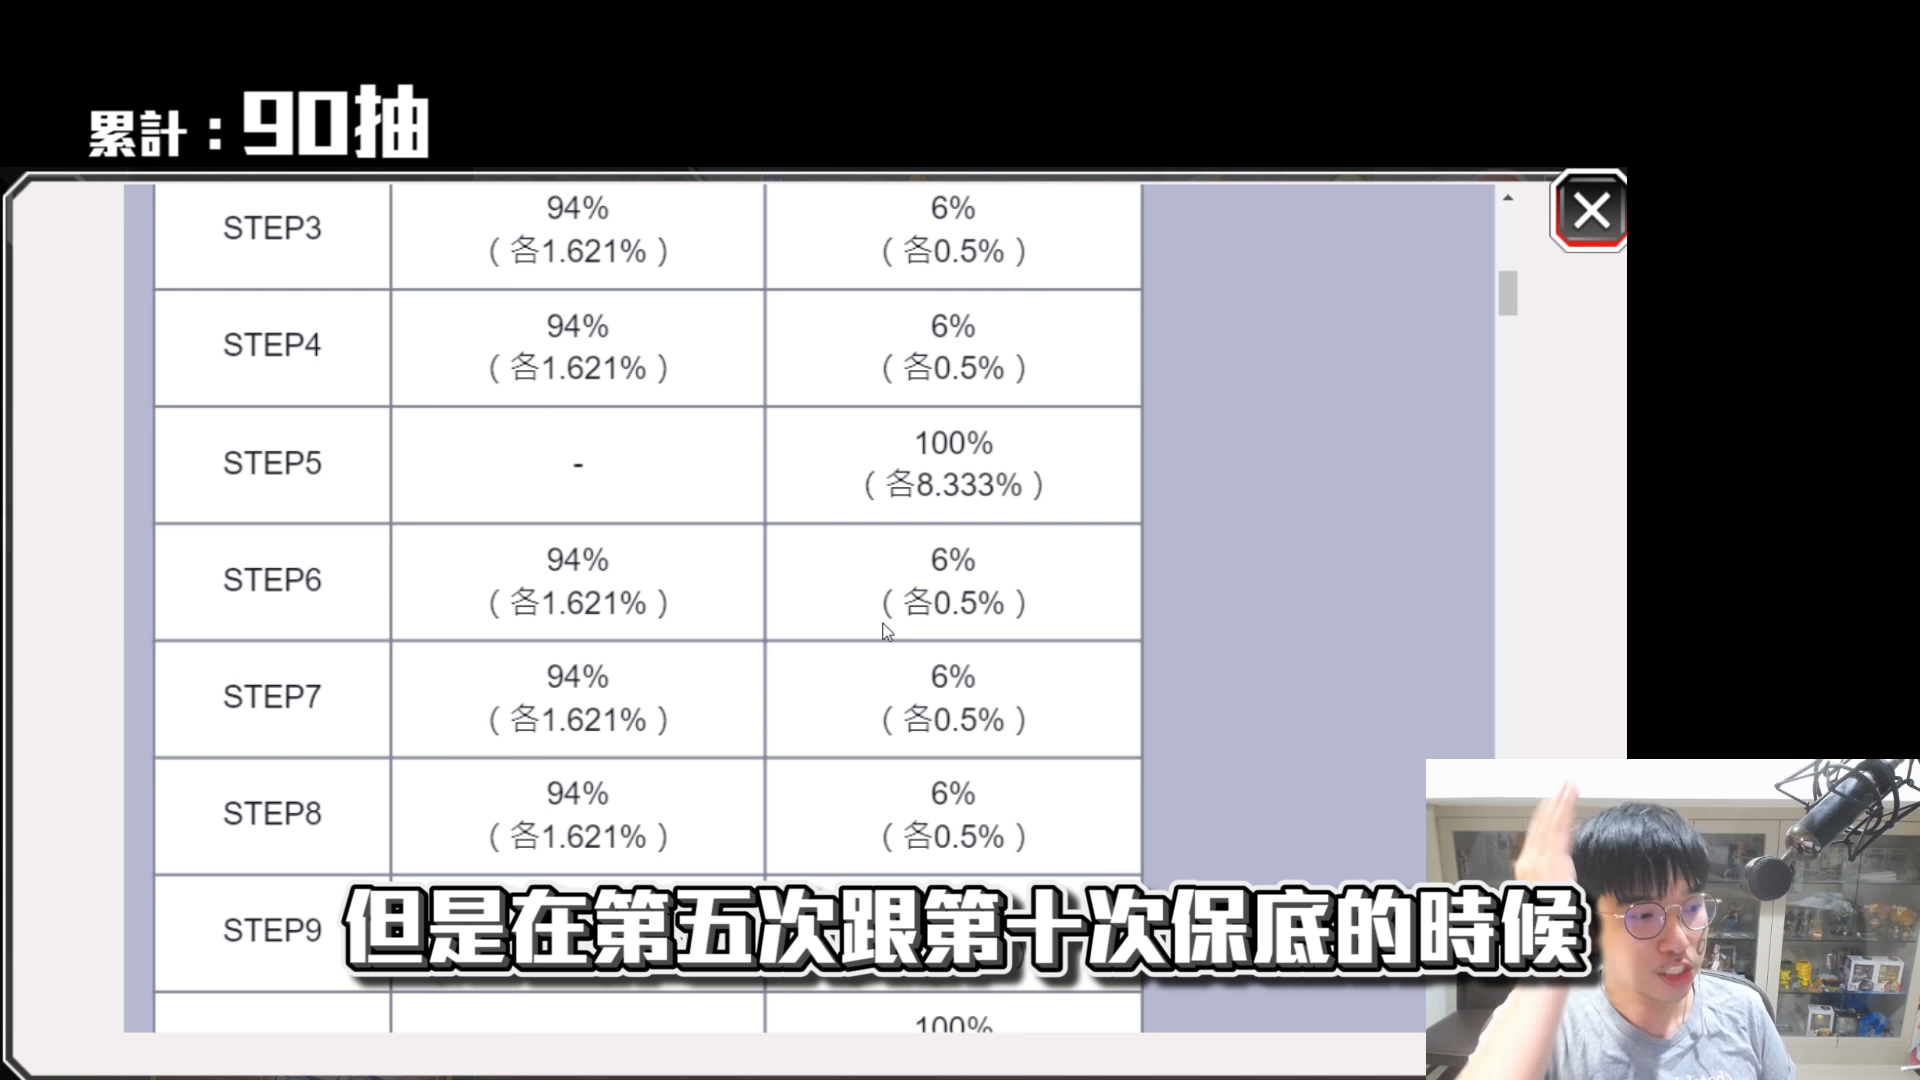 累計：90抽
STEP3 94% 6%
（各1.621%） （各0.5%）
STEP4 94% 6%
（各1.621%） （各0.5%）
STEP5 - 100%
（各8.333%）
STEP6 94% 6%
（各1.621%） （各0.5%）
STEP7 94% 6%
（各1.621%） （各0.5%）
STEP8 94% 6%
（各1.621%） （各0.5%）
STEP9
但是在第五次跟第十次保底的時候
100%